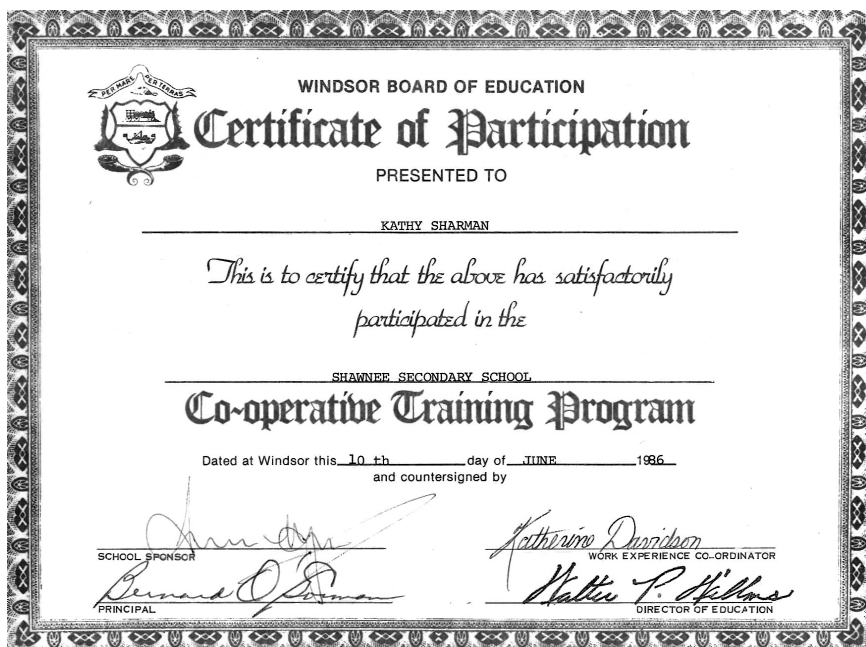 PER MARE PER TERRAS
WINDSOR BOARD OF EDUCATION
Certificate of Participation
PRESENTED TO
KATHY SHARMAN
This is to certify that the above has satisfactorily
participated in the
SHAWNEE SECONDARY SCHOOL
Co-operative Training Program
Dated at Windsor this 10 th day of JUNE 1986
and countersigned by
Katherine Davidson
SCHOOL SPONSOR WORK EXPERIENCE CO-ORDINATOR
Bernard Walter P.
PRINCIPAL DIRECTOR OF EDUCATION